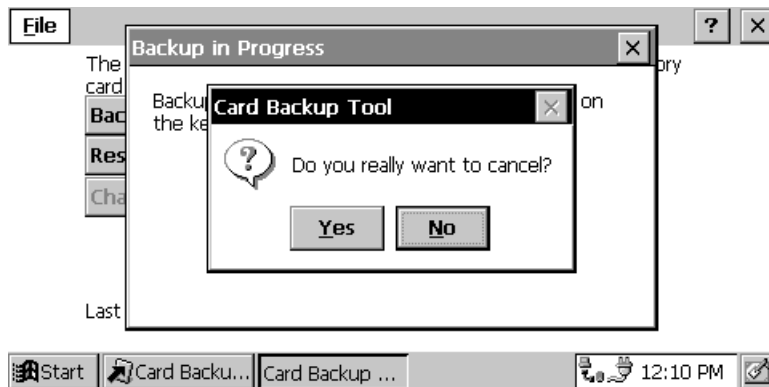 File
?
Backup in Progress
The
ory
card
Backu
on
Bac
the ke
Card Backup Tool
Res
Do you really want to cancel?
Cha
Yes No
Last
Start Card Backu... Card Backup ... 12:10 PM